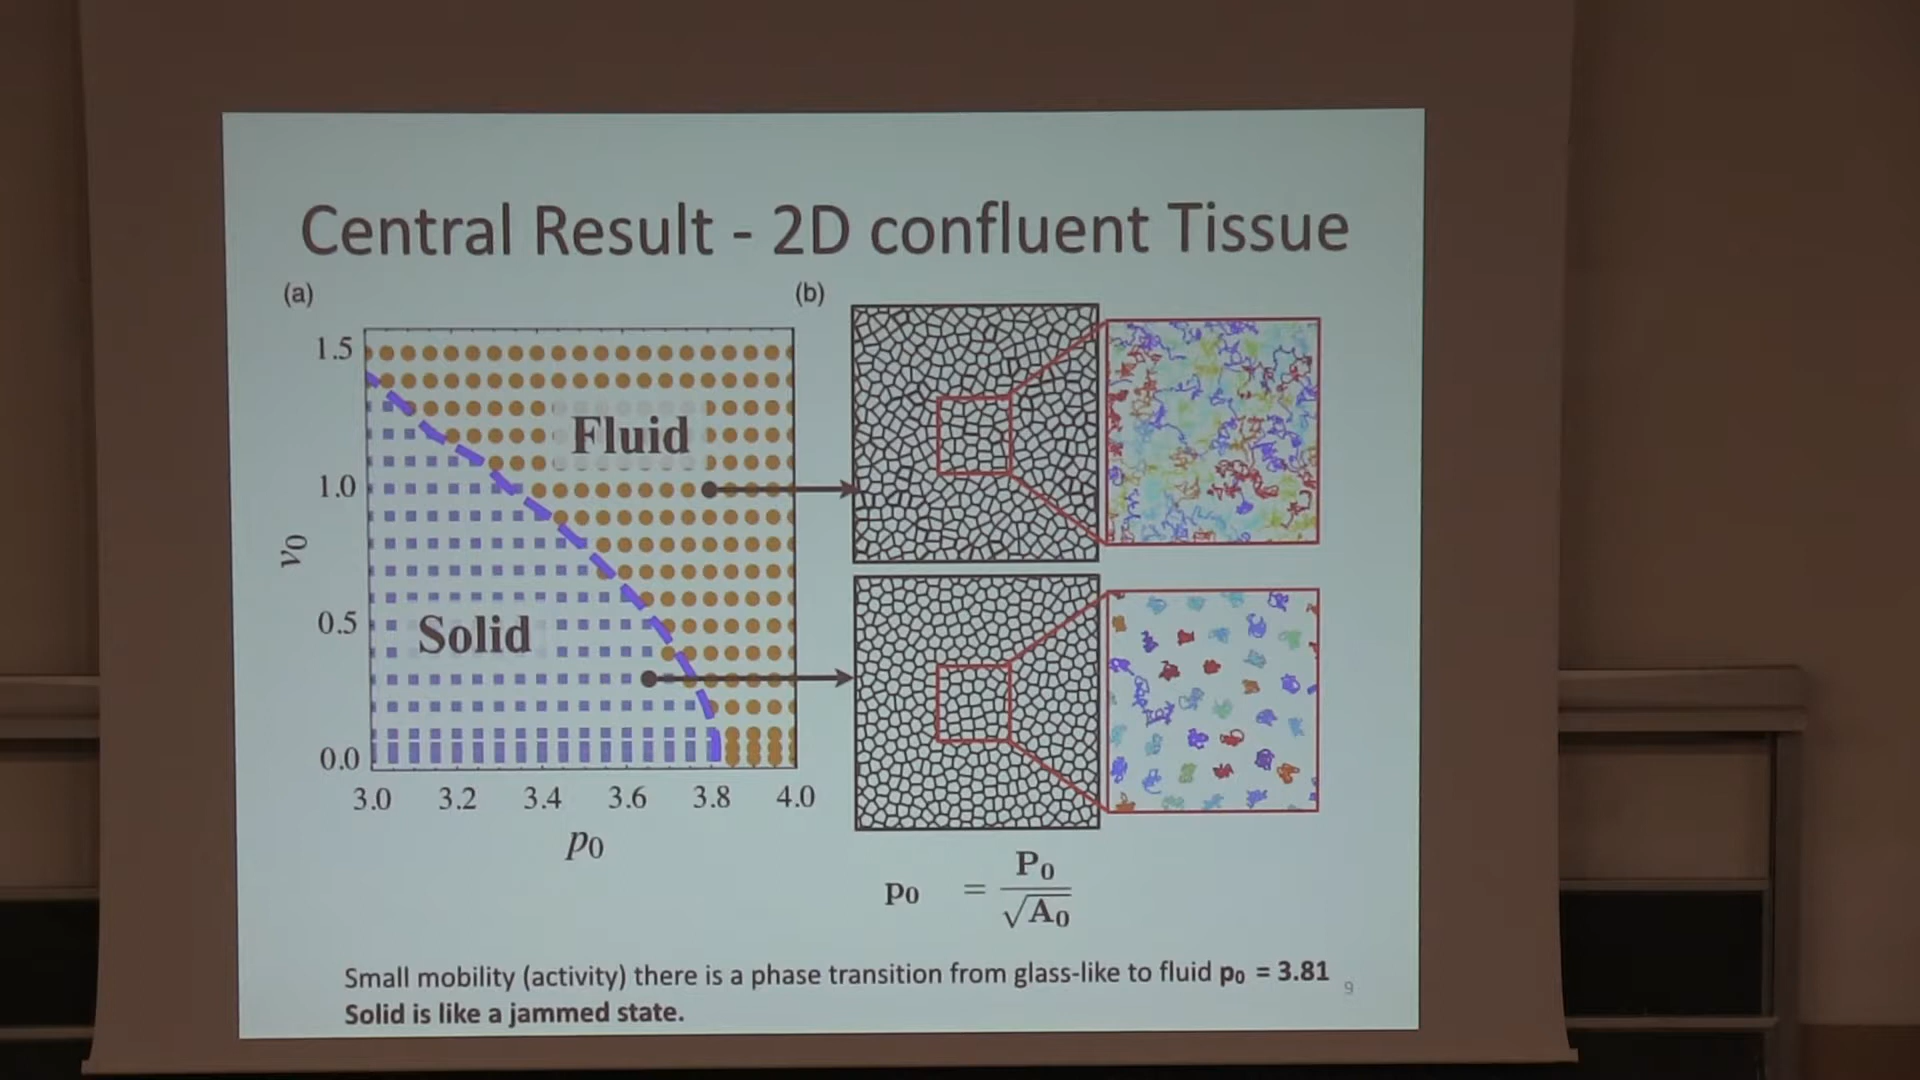 Central Result - 2D confluent Tissue
(a)
(b)
1.5
1.0
0.5
0.0
v0
Fluid
Solid
3.0 3.2 3.4 3.6 3.8 4.0
p0
p0 = P0 / √A0
Small mobility (activity) there is a phase transition from glass-like to fluid p0 = 3.81
Solid is like a jammed state.
9